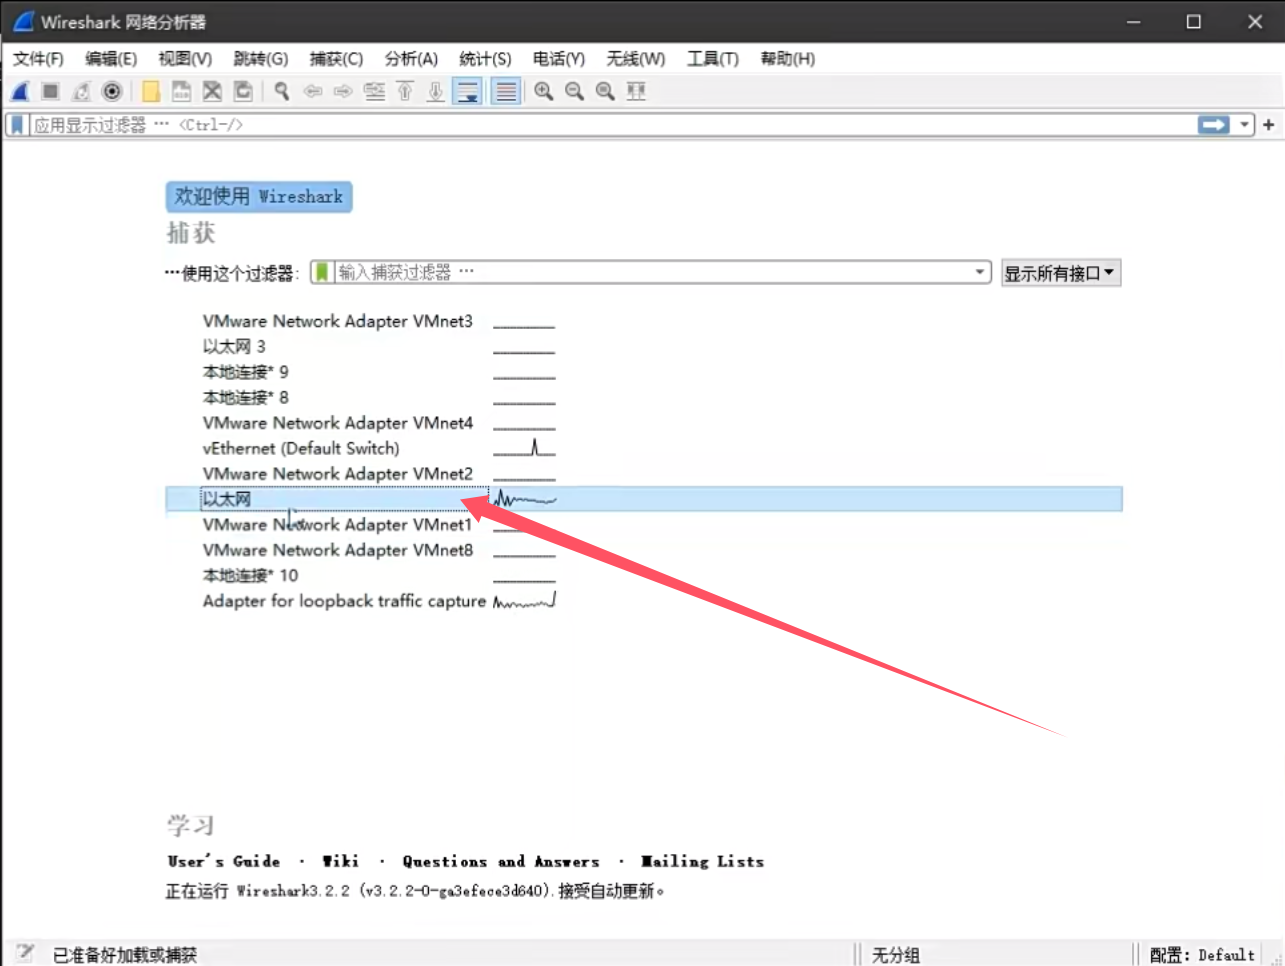 Wireshark 网络分析器
文件(F) 编辑(E) 视图(V) 跳转(G) 捕获(C) 分析(A) 统计(S) 电话(Y) 无线(W) 工具(T) 帮助(H)
应用显示过滤器 … <Ctrl-/>
欢迎使用 Wireshark
捕获
…使用这个过滤器: 输入捕获过滤器 … 显示所有接口
VMware Network Adapter VMnet3
以太网 3
本地连接* 9
本地连接* 8
VMware Network Adapter VMnet4
vEthernet (Default Switch)
VMware Network Adapter VMnet2
以太网
VMware Network Adapter VMnet1
VMware Network Adapter VMnet8
本地连接* 10
Adapter for loopback traffic capture
学习
User's Guide · Wiki · Questions and Answers · Mailing Lists
正在运行 Wireshark3.2.2 (v3.2.2-0-ga3efece3d640).接受自动更新。
已准备好加载或捕获 无分组 配置: Default